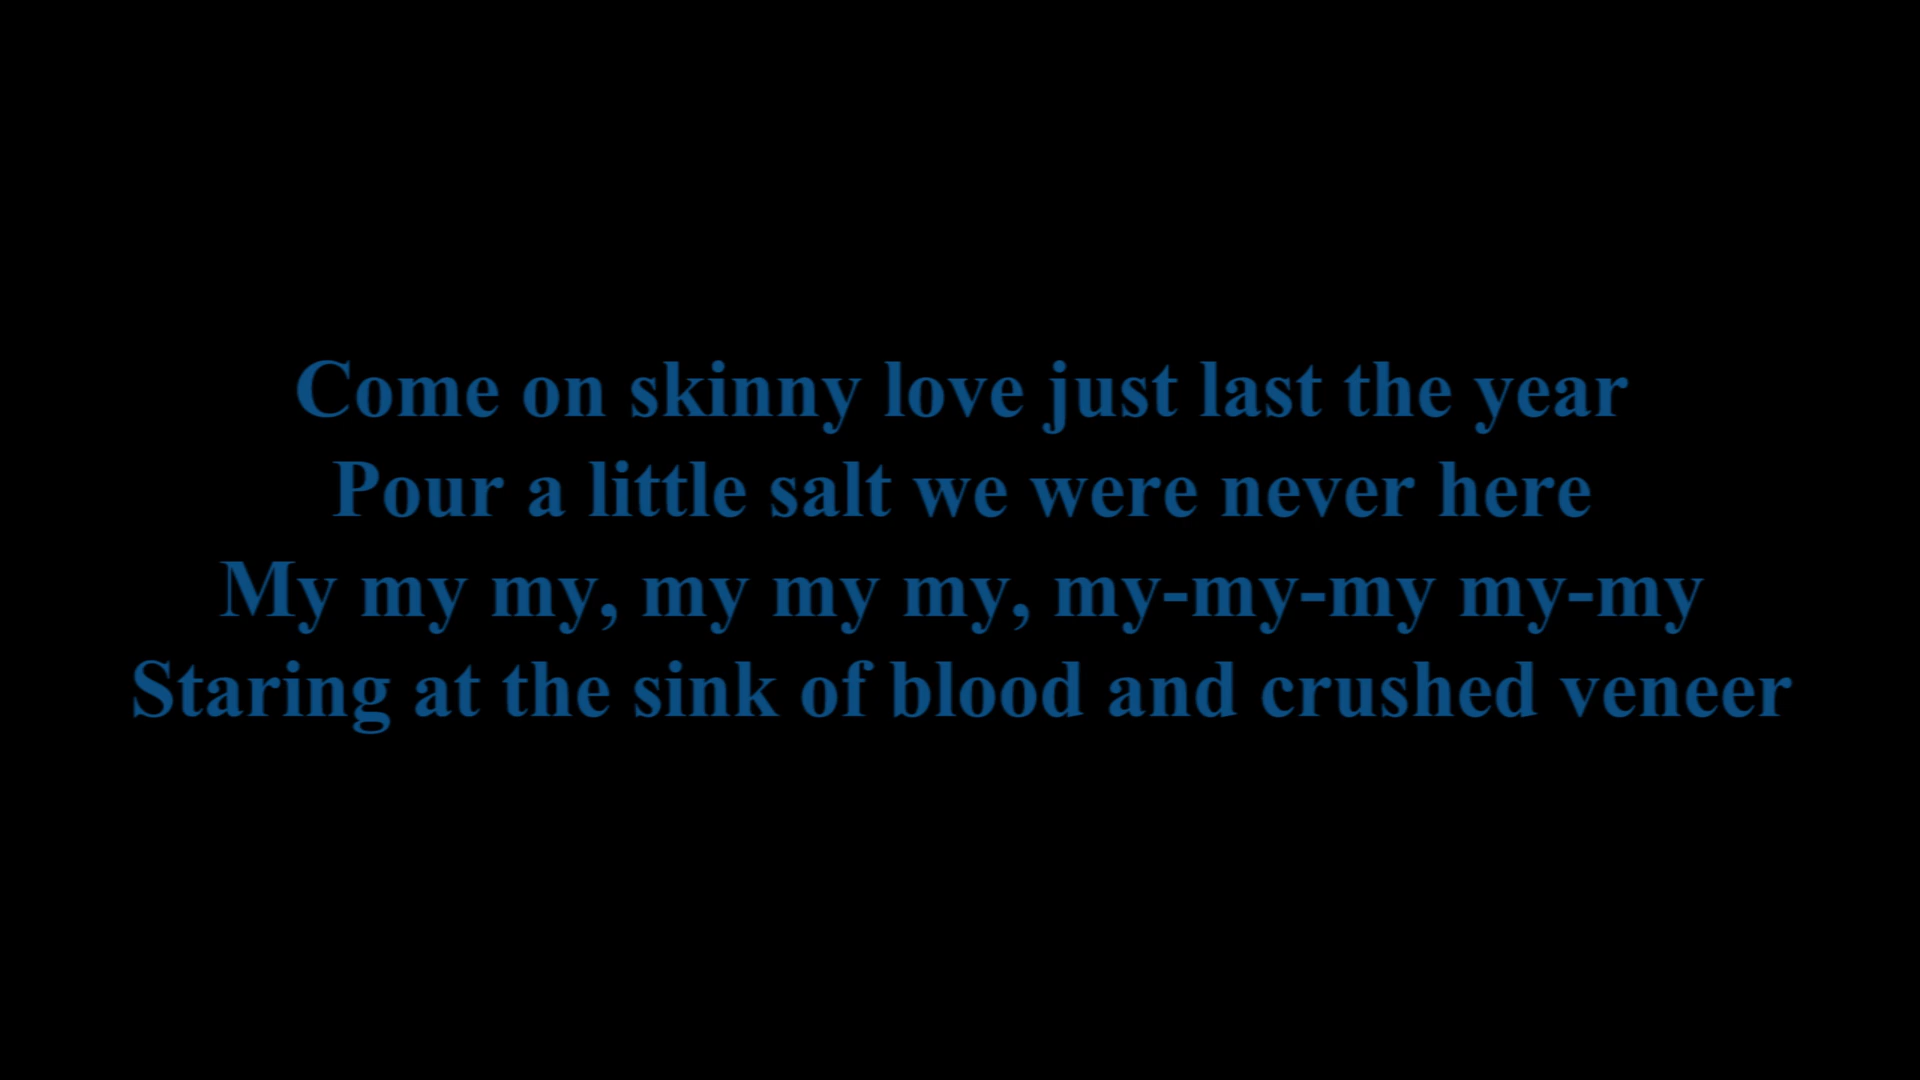 Come on skinny love just last the year
Pour a little salt we were never here
My my my, my my my, my-my-my my-my
Staring at the sink of blood and crushed veneer